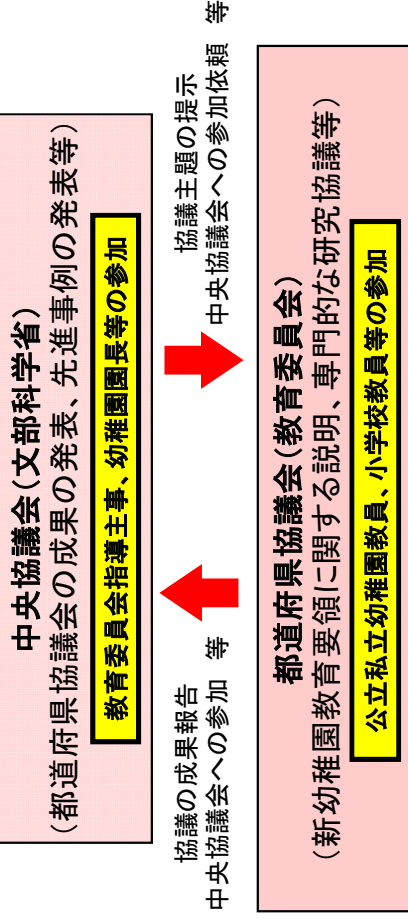 中央協議会（文部科学省）
（都道府県協議会の成果の発表、先進事例の発表等）
教育委員会指導主事、幼稚園園長等の参加
協議の成果報告
中央協議会への参加　等
協議主題の提示
中央協議会への参加依頼　等
都道府県協議会（教育委員会）
（新幼稚園教育要領に関する説明、専門的な研究協議等）
公立私立幼稚園教員、小学校教員等の参加